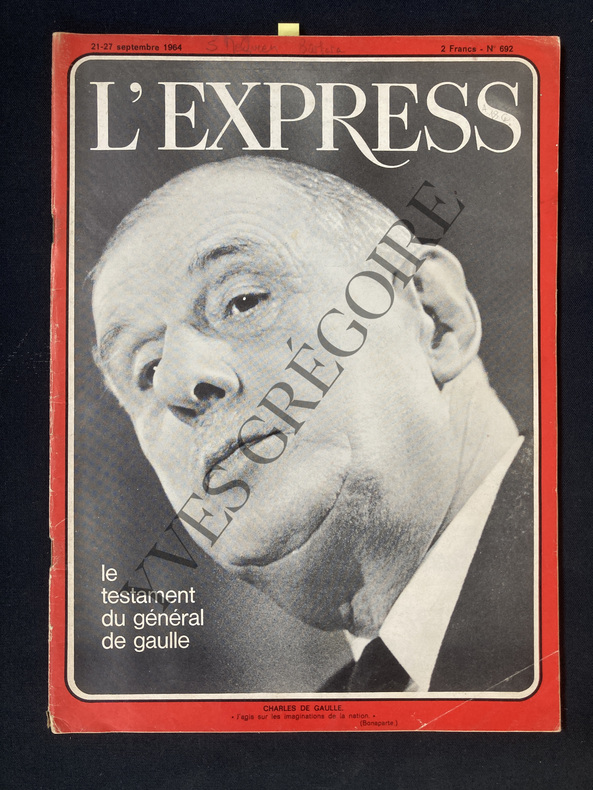 21-27 septembre 1964
2 Francs - N° 692
L'EXPRESS
YVES GRÉGOIRE
le
testament
du général
de gaulle
CHARLES DE GAULLE.
« J'agis sur les imaginations de la nation. »
(Bonaparte.)